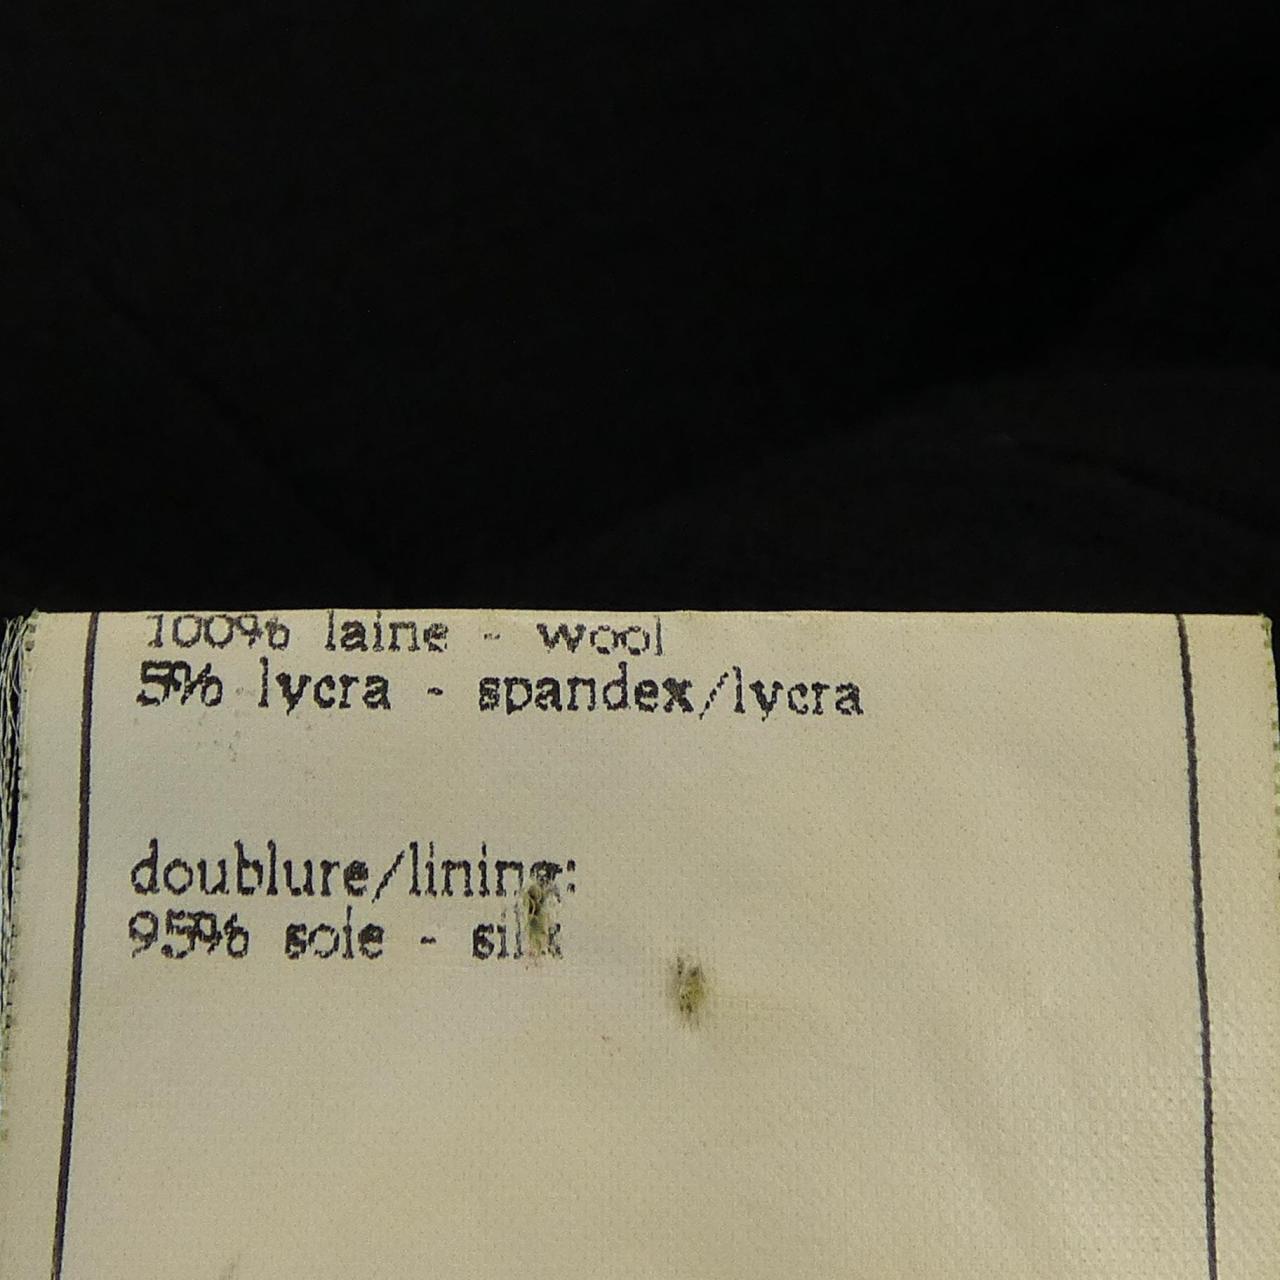 100% laine - wool
5% lycra - spandex/lycra
doublure/lining:
95% soie - silk